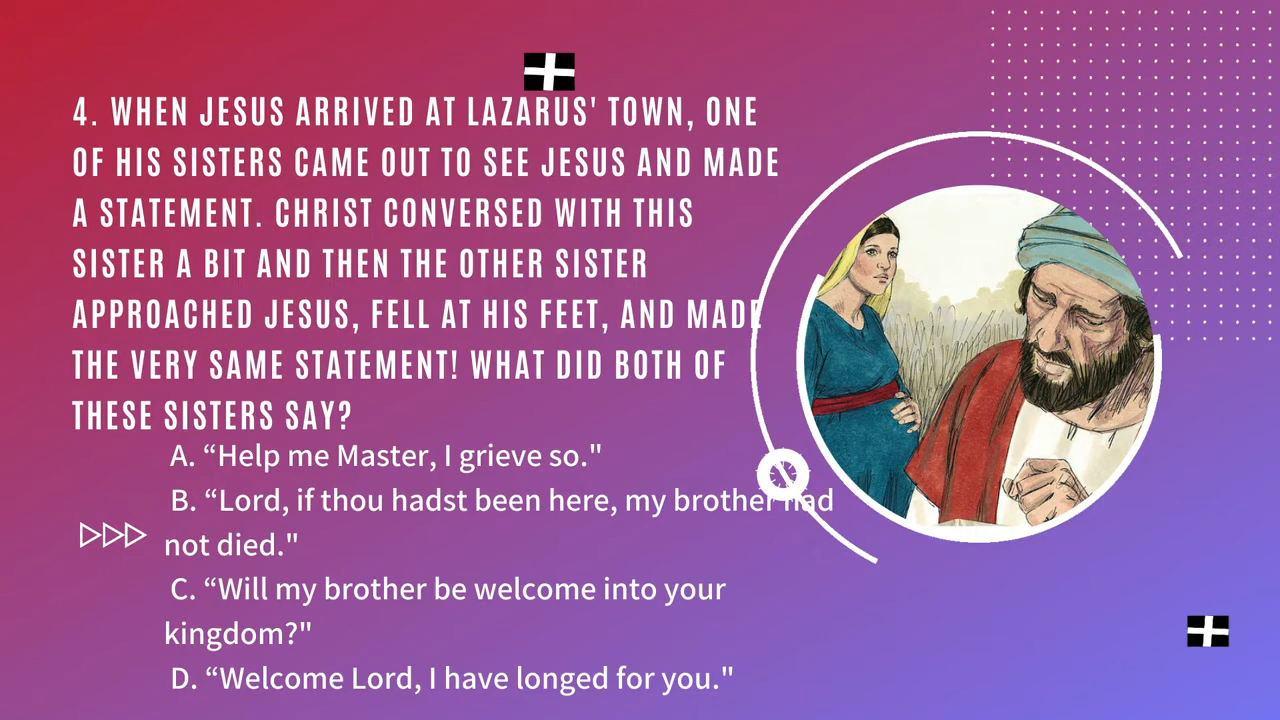 4. WHEN JESUS ARRIVED AT LAZARUS' TOWN, ONE
OF HIS SISTERS CAME OUT TO SEE JESUS AND MADE
A STATEMENT. CHRIST CONVERSED WITH THIS
SISTER A BIT AND THEN THE OTHER SISTER
APPROACHED JESUS, FELL AT HIS FEET, AND MADE
THE VERY SAME STATEMENT! WHAT DID BOTH OF
THESE SISTERS SAY?
A. “Help me Master, I grieve so."
B. “Lord, if thou hadst been here, my brother had
not died."
C. “Will my brother be welcome into your
kingdom?"
D. “Welcome Lord, I have longed for you."